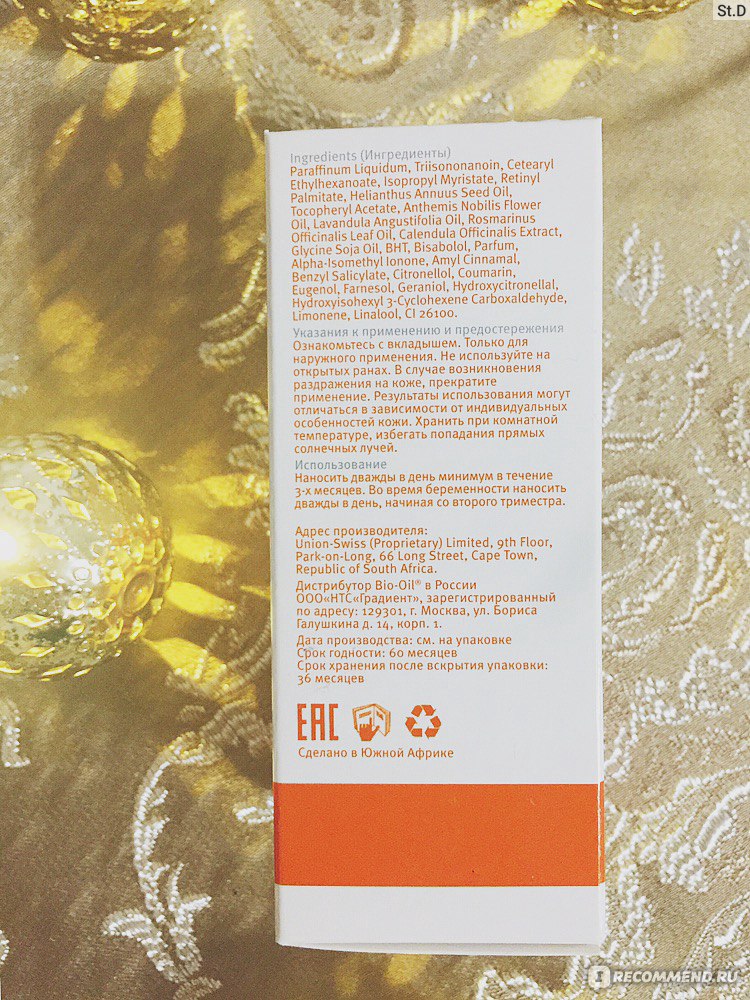 St.D
Ingredients (Ингредиенты)
Paraffinum Liquidum, Triisononanoin, Cetearyl
Ethylhexanoate, Isopropyl Myristate, Retinyl
Palmitate, Helianthus Annuus Seed Oil,
Tocopheryl Acetate, Anthemis Nobilis Flower
Oil, Lavandula Angustifolia Oil, Rosmarinus
Officinalis Leaf Oil, Calendula Officinalis Extract,
Glycine Soja Oil, BHT, Bisabolol, Parfum,
Alpha-Isomethyl Ionone, Amyl Cinnamal,
Benzyl Salicylate, Citronellol, Coumarin,
Eugenol, Farnesol, Geraniol, Hydroxycitronellal,
Hydroxyisohexyl 3-Cyclohexene Carboxaldehyde,
Limonene, Linalool, CI 26100.
Указания к применению и предостережения
Ознакомьтесь с вкладышем. Только для
наружного применения. Не используйте на
открытых ранах. В случае возникновения
раздражения на коже, прекратите
применение. Результаты использования могут
отличаться в зависимости от индивидуальных
особенностей кожи. Хранить при комнатной
температуре, избегать попадания прямых
солнечных лучей.
Использование
Наносить дважды в день минимум в течение
3-х месяцев. Во время беременности наносить
дважды в день, начиная со второго триместра.
Адрес производителя:
Union-Swiss (Proprietary) Limited, 9th Floor,
Park-on-Long, 66 Long Street, Cape Town,
Republic of South Africa.
Дистрибутор Bio-Oil® в России
ООО«НТС«Градиент», зарегистрированный
по адресу: 129301, г. Москва, ул. Бориса
Галушкина д. 14, корп. 1.
Дата производства: см. на упаковке
Срок годности: 60 месяцев
Срок хранения после вскрытия упаковки:
36 месяцев
EAC
Сделано в Южной Африке
IRECOMMEND.RU